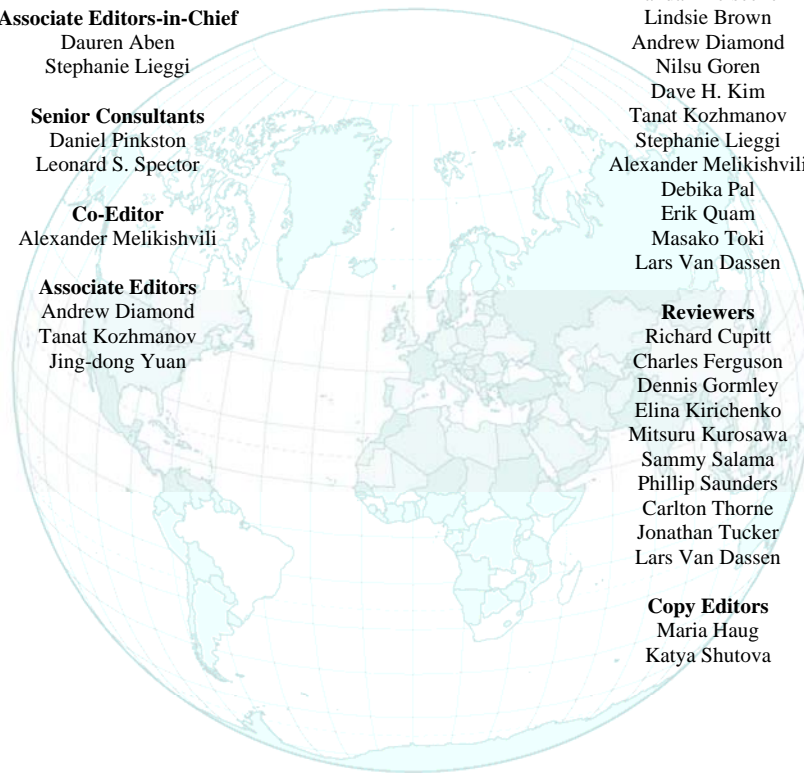 Associate Editors-in-Chief
Dauren Aben
Stephanie Lieggi
Senior Consultants
Daniel Pinkston
Leonard S. Spector
Co-Editor
Alexander Melikishvili
Associate Editors
Andrew Diamond
Tanat Kozhmanov
Jing-dong Yuan
Lindsie Brown
Andrew Diamond
Nilsu Goren
Dave H. Kim
Tanat Kozhmanov
Stephanie Lieggi
Alexander Melikishvili
Debika Pal
Erik Quam
Masako Toki
Lars Van Dassen
Reviewers
Richard Cupitt
Charles Ferguson
Dennis Gormley
Elina Kirichenko
Mitsuru Kurosawa
Sammy Salama
Phillip Saunders
Carlton Thorne
Jonathan Tucker
Lars Van Dassen
Copy Editors
Maria Haug
Katya Shutova